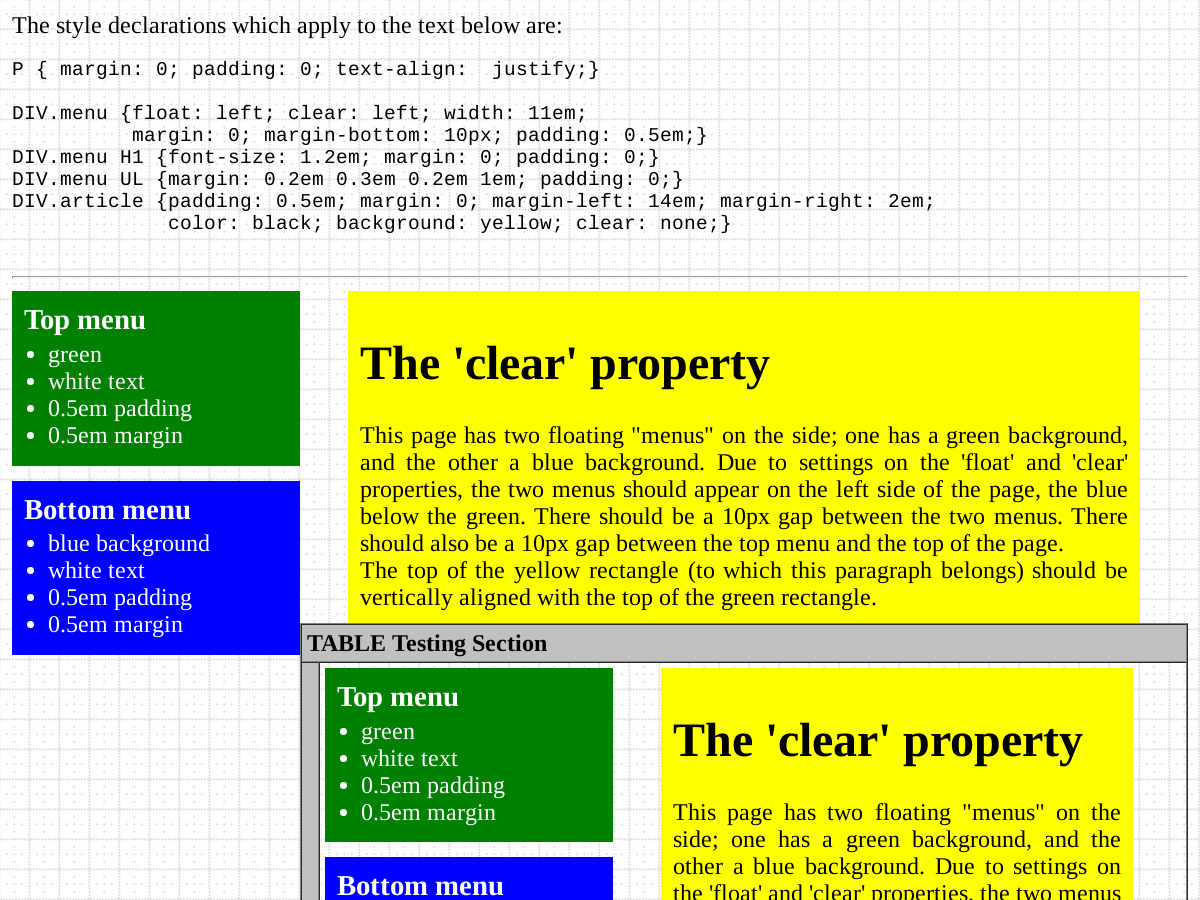 The style declarations which apply to the text below are:
P { margin: 0; padding: 0; text-align:  justify;}
DIV.menu {float: left; clear: left; width: 11em;
          margin: 0; margin-bottom: 10px; padding: 0.5em;}
DIV.menu H1 {font-size: 1.2em; margin: 0; padding: 0;}
DIV.menu UL {margin: 0.2em 0.3em 0.2em 1em; padding: 0;}
DIV.article {padding: 0.5em; margin: 0; margin-left: 14em; margin-right: 2em;
             color: black; background: yellow; clear: none;}
Top menu
• green
• white text
• 0.5em padding
• 0.5em margin
Bottom menu
• blue background
• white text
• 0.5em padding
• 0.5em margin
The 'clear' property
This page has two floating "menus" on the side; one has a green background,
and the other a blue background. Due to settings on the 'float' and 'clear'
properties, the two menus should appear on the left side of the page, the blue
below the green. There should be a 10px gap between the two menus. There
should also be a 10px gap between the top menu and the top of the page.
The top of the yellow rectangle (to which this paragraph belongs) should be
vertically aligned with the top of the green rectangle.
TABLE Testing Section
Top menu
• green
• white text
• 0.5em padding
• 0.5em margin
Bottom menu
The 'clear' property
This page has two floating "menus" on the
side; one has a green background, and the
other a blue background. Due to settings on
the 'float' and 'clear' properties, the two menus